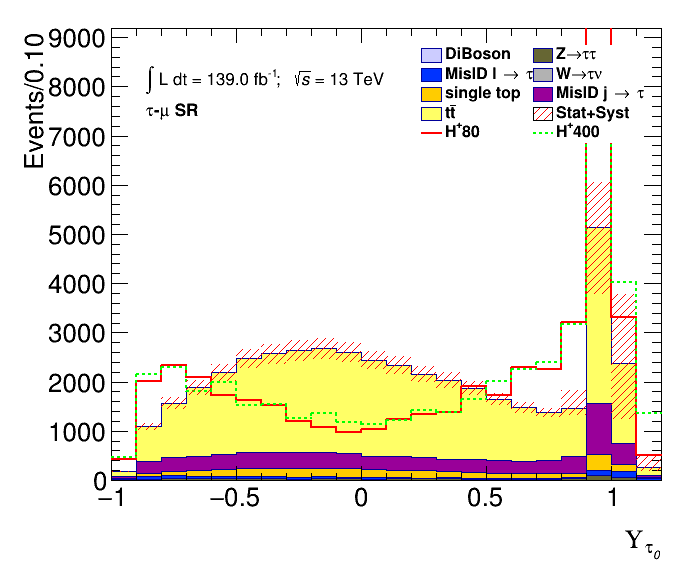 Events/0.10
9000
8000
7000
6000
5000
4000
3000
2000
1000
0
∫ L dt = 139.0 fb⁻¹; √s = 13 TeV
τ-μ SR
DiBoson
Z→ττ
MisID l → τ
W→τν
single top
MisID j → τ
tt̄
Stat+Syst
H⁺80
H⁺400
−1
−0.5
0
0.5
1
Υ τ₀